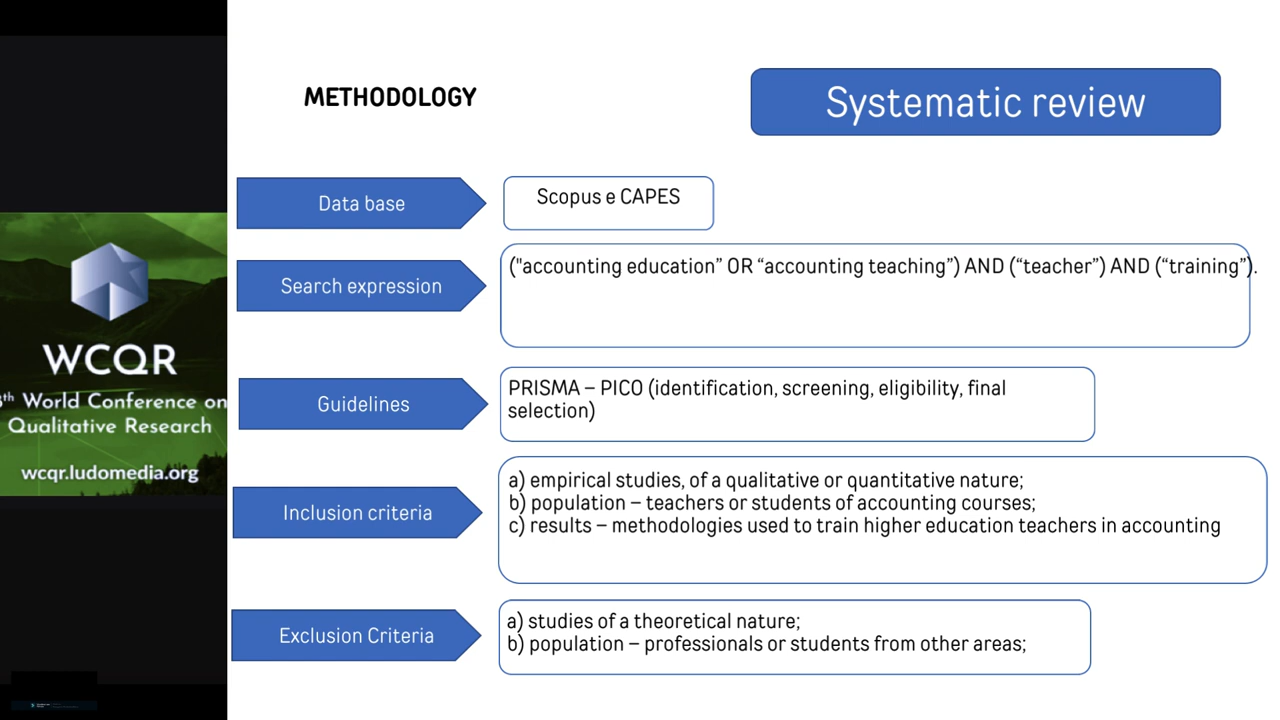 METHODOLOGY
Systematic review
Data base
Scopus e CAPES
Search expression
("accounting education” OR “accounting teaching”) AND (“teacher”) AND (“training”).
Guidelines
PRISMA – PICO (identification, screening, eligibility, final
selection)
Inclusion criteria
a) empirical studies, of a qualitative or quantitative nature;
b) population – teachers or students of accounting courses;
c) results – methodologies used to train higher education teachers in accounting
Exclusion Criteria
a) studies of a theoretical nature;
b) population – professionals or students from other areas;
WCQR
th World Conference on
Qualitative Research
wcqr.ludomedia.org